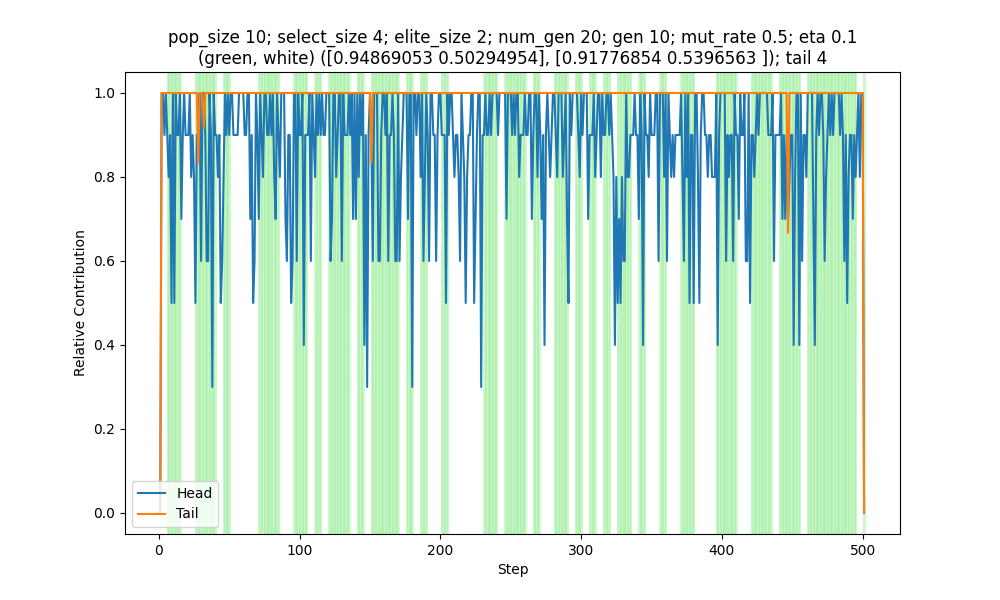 pop_size 10; select_size 4; elite_size 2; num_gen 20; gen 10; mut_rate 0.5; eta 0.1
(green, white) ([0.94869053 0.50294954], [0.91776854 0.5396563 ]); tail 4
1.0
0.8
0.6
0.4
0.2
0.0
Relative Contribution
Head
Tail
0 100 200 300 400 500
Step